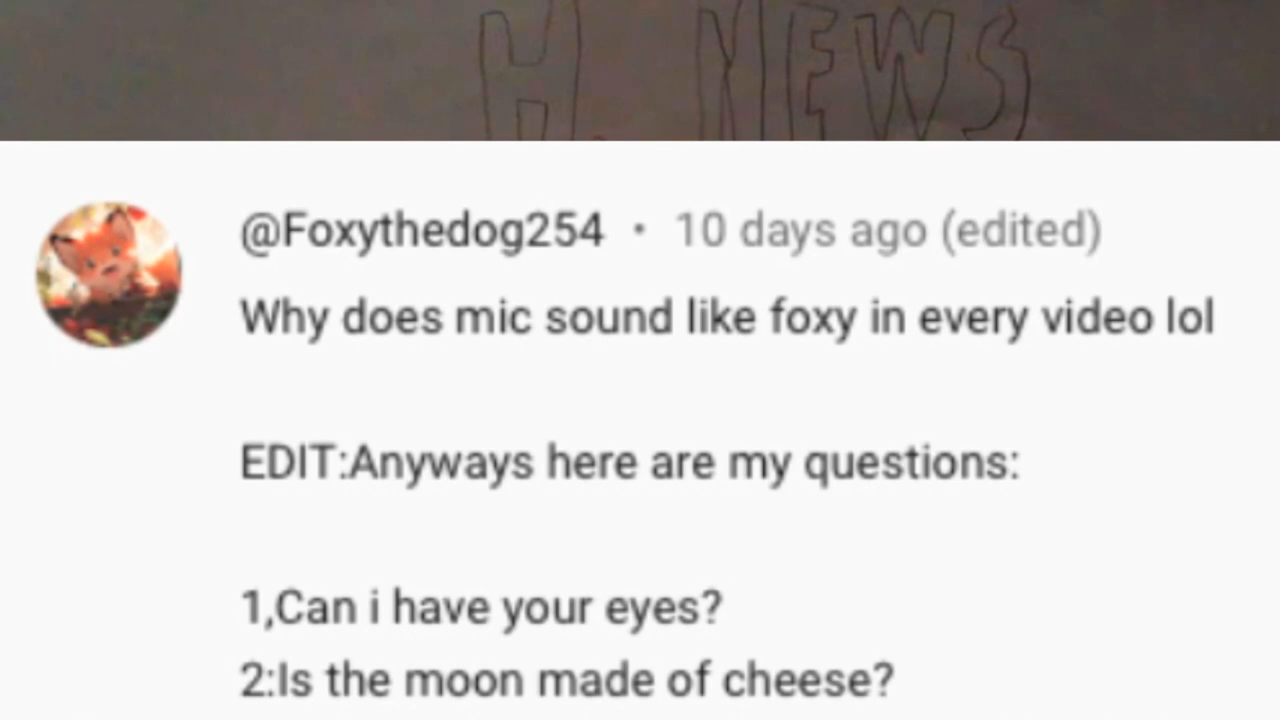 H. NEWS
@Foxythedog254 · 10 days ago (edited)
Why does mic sound like foxy in every video lol
EDIT:Anyways here are my questions:
1,Can i have your eyes?
2:Is the moon made of cheese?